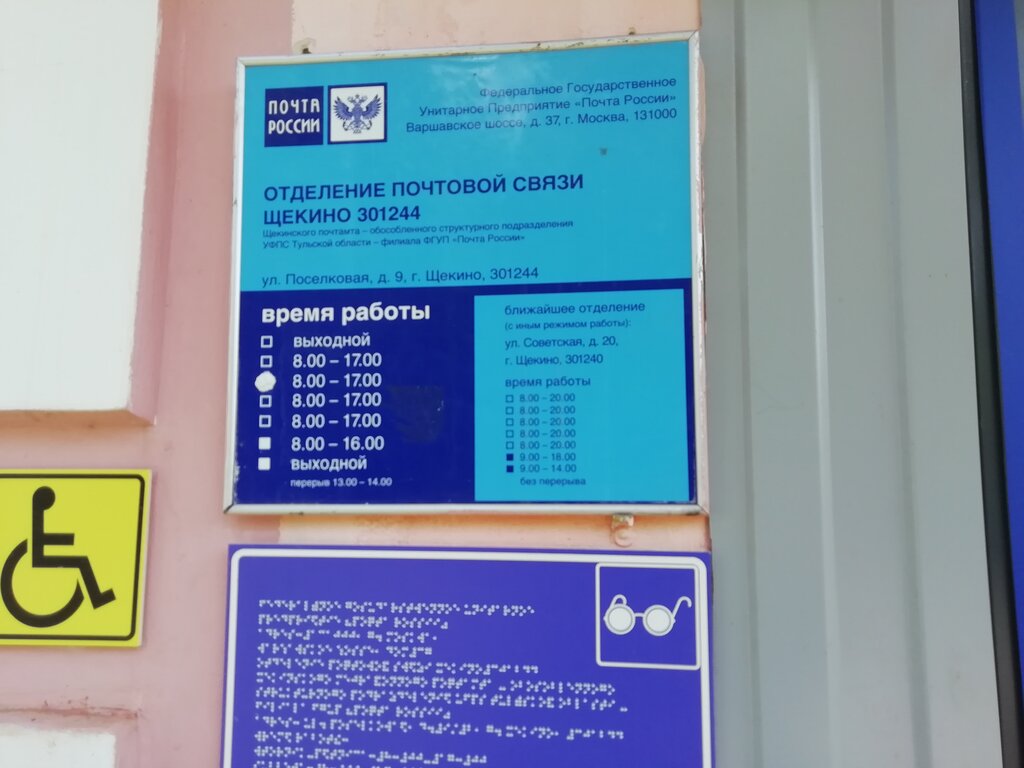 ПОЧТА
РОССИИ
Федеральное Государственное
Унитарное Предприятие «Почта России»
Варшавское шоссе, д. 37, г. Москва, 131000
ОТДЕЛЕНИЕ ПОЧТОВОЙ СВЯЗИ
ЩЕКИНО 301244
Щекинского почтамта – обособленного структурного подразделения
УФПС Тульской области – филиала ФГУП «Почта России»
ул. Поселковая, д. 9, г. Щекино, 301244
время работы
выходной
8.00 – 17.00
8.00 – 17.00
8.00 – 17.00
8.00 – 17.00
8.00 – 16.00
выходной
перерыв 13.00 – 14.00
ближайшее отделение
(с иным режимом работы):
ул. Советская, д. 20,
г. Щекино, 301240
время работы
8.00 – 20.00
8.00 – 20.00
8.00 – 20.00
8.00 – 20.00
8.00 – 20.00
9.00 – 18.00
9.00 – 14.00
без перерыва